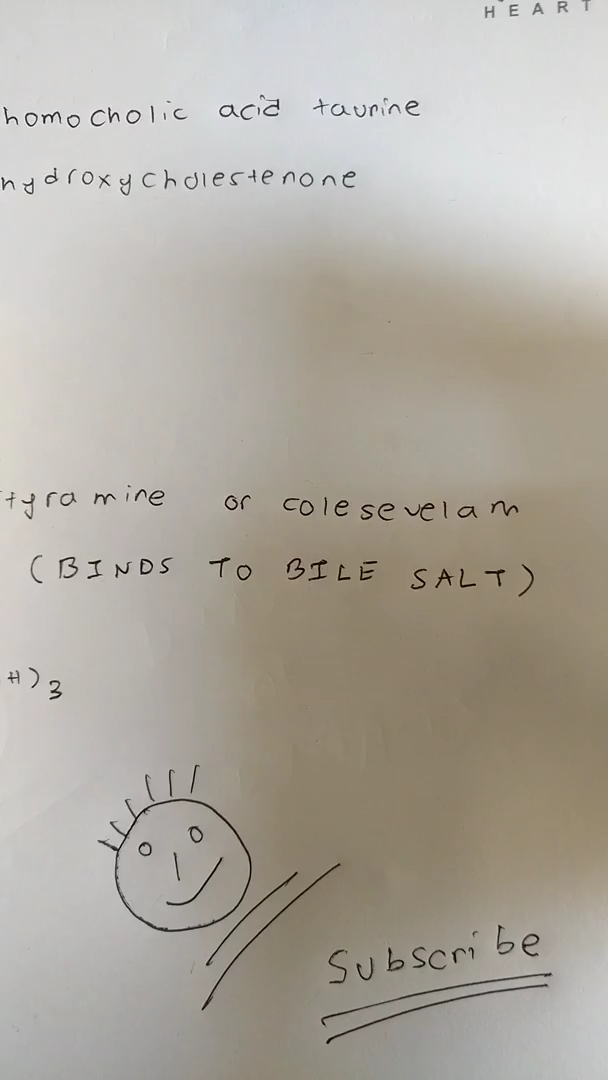 HEART
homocholic acid taurine
hydroxycholestenone
tyramine or colesevelam
(BINDS TO BILE SALT)
H)3
Subscribe